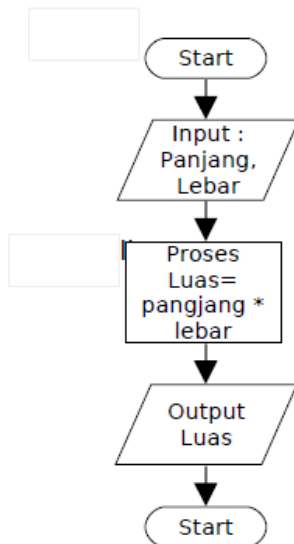 Start
Input :
Panjang,
Lebar
Proses
Luas=
pangjang *
lebar
Output
Luas
Start